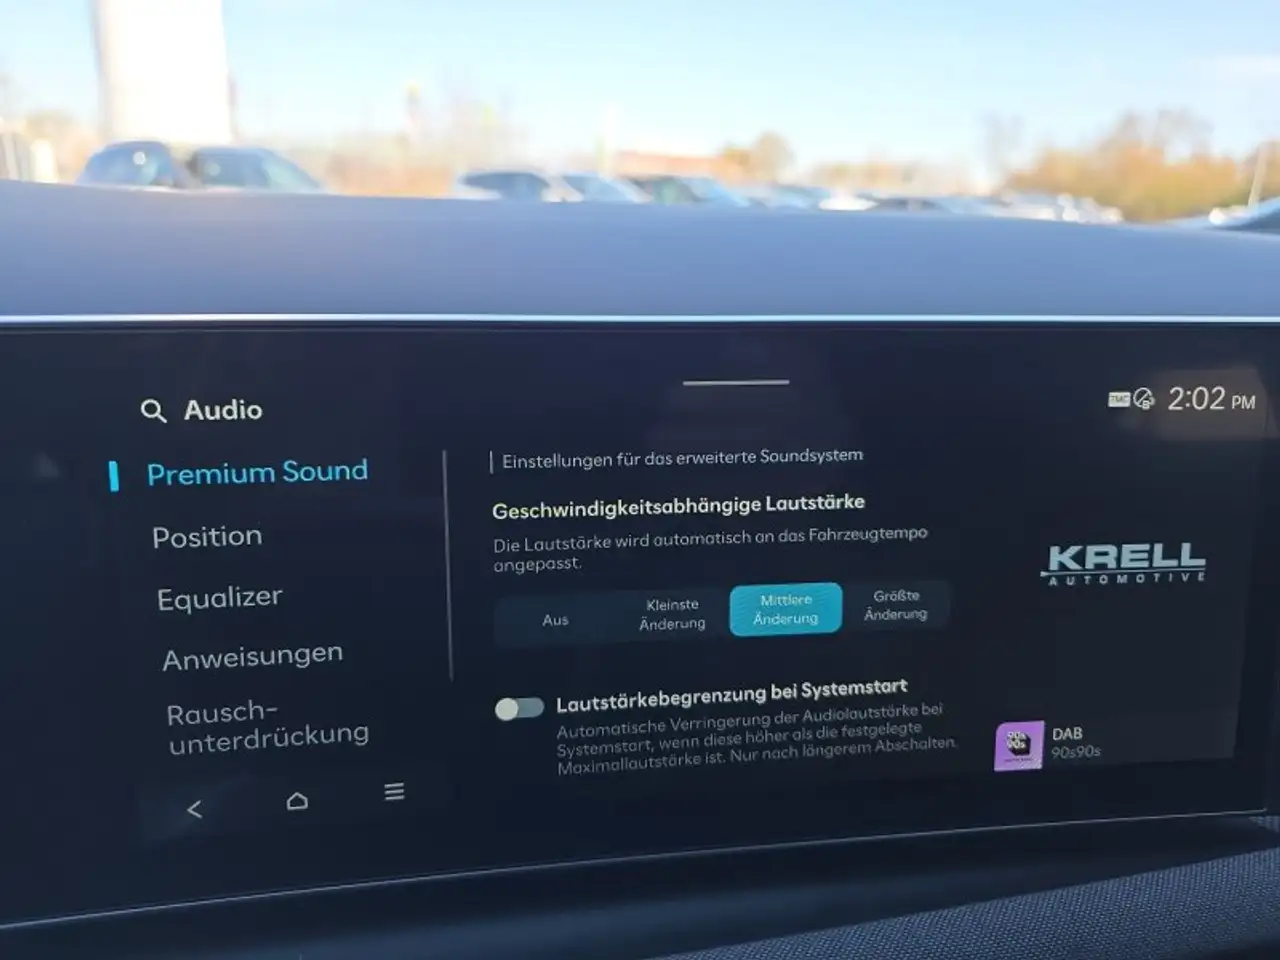 Audio
TMC
2:02 PM
Premium Sound
Position
Equalizer
Anweisungen
Rausch-
unterdrückung
Einstellungen für das erweiterte Soundsystem
Geschwindigkeitsabhängige Lautstärke
Die Lautstärke wird automatisch an das Fahrzeugtempo
angepasst.
Aus
Kleinste
Änderung
Mittlere
Änderung
Größte
Änderung
Lautstärkebegrenzung bei Systemstart
Automatische Verringerung der Audiolautstärke bei
Systemstart, wenn diese höher als die festgelegte
Maximallautstärke ist. Nur nach längerem Abschalten.
KRELL
AUTOMOTIVE
90s
90s
DAB
90s90s